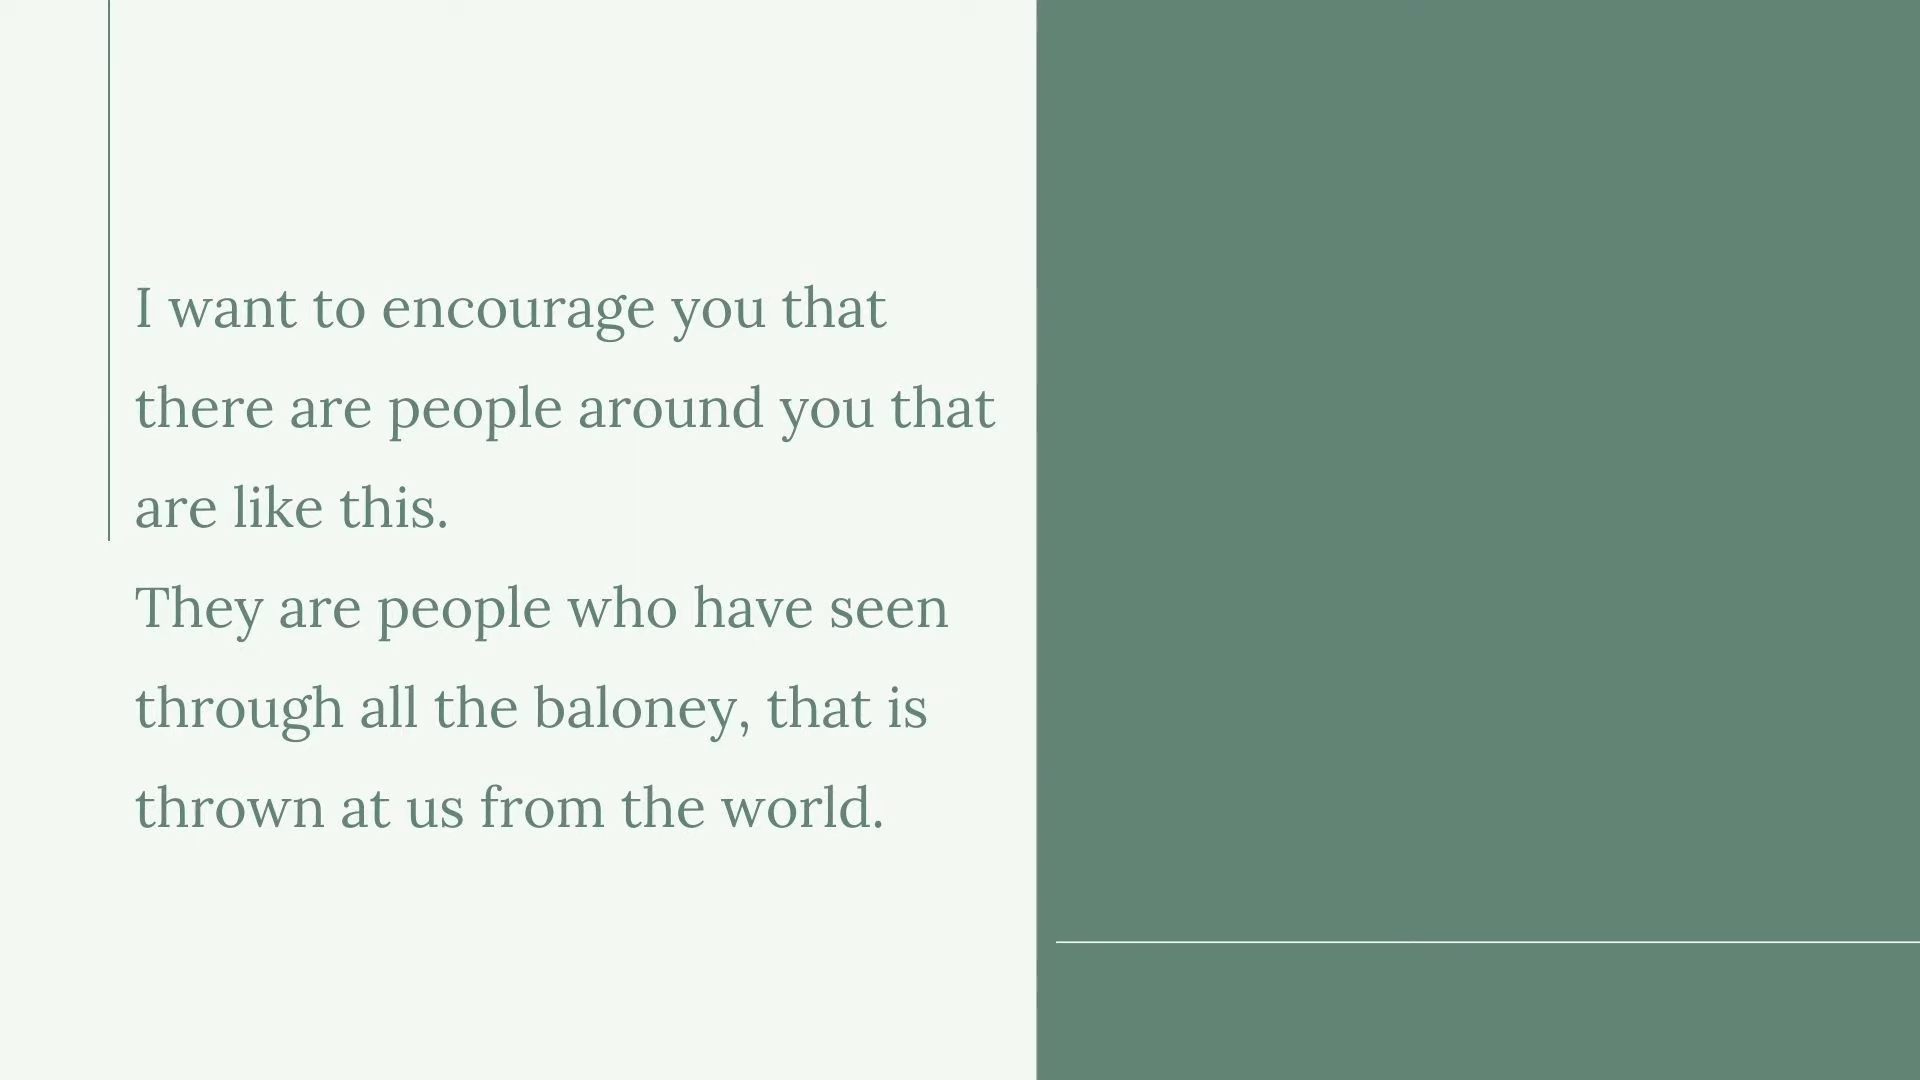 I want to encourage you that
there are people around you that
are like this.
They are people who have seen
through all the baloney, that is
thrown at us from the world.